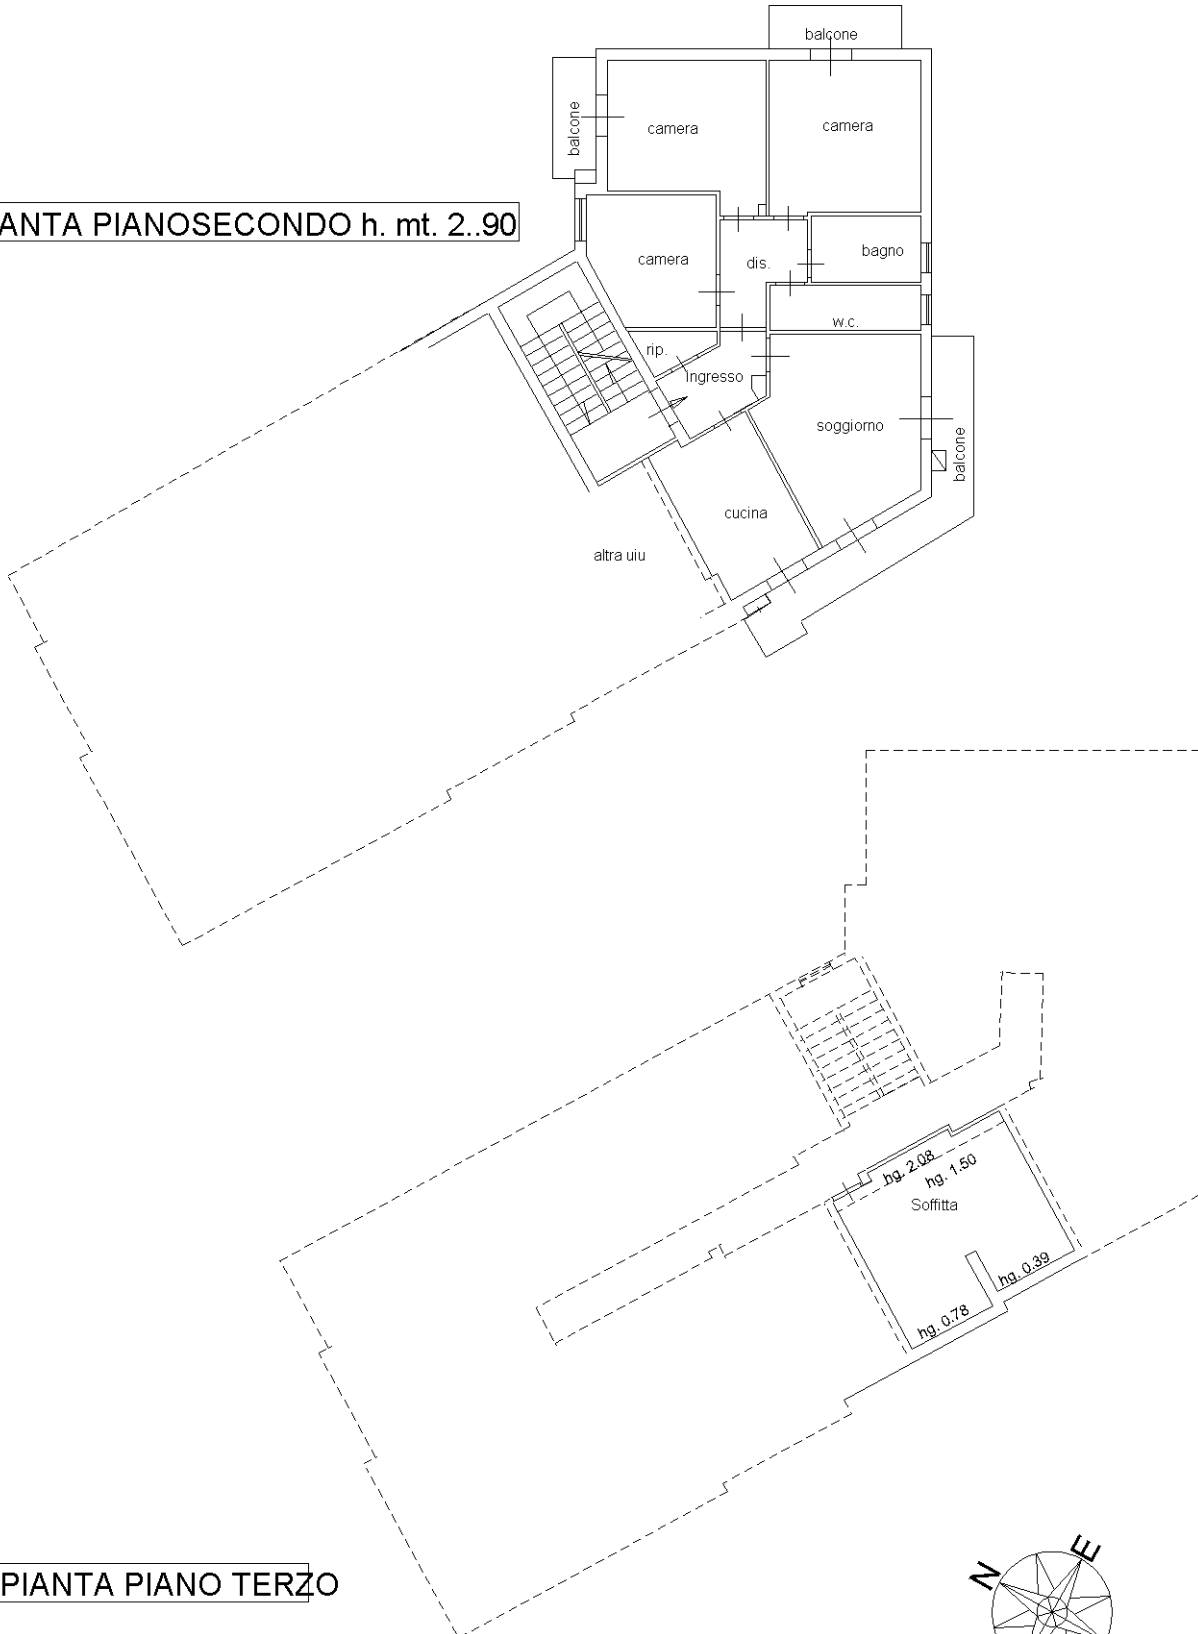 balcone
balcone
camera
camera
ANTA PIANOSECONDO h. mt. 2..90
camera
dis.
bagno
w.c.
rip.
Ingresso
soggiorno
balcone
cucina
altra uiu
hg. 2.08
hg. 1.50
Soffitta
hg. 0.39
hg. 0.78
N
E
PIANTA PIANO TERZO